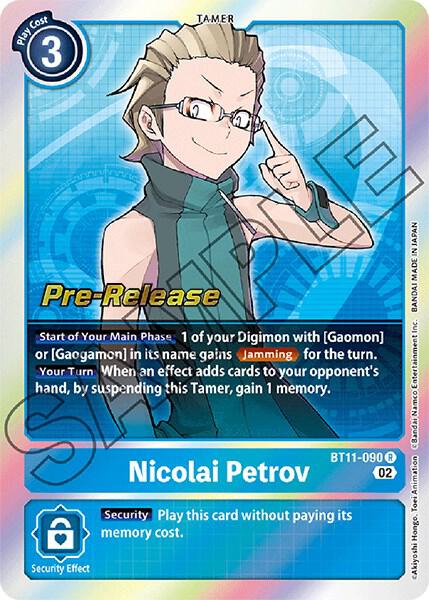 TAMER
Play Cost
3
SAMPLE
Pre-Release
Start of Your Main Phase 1 of your Digimon with [Gaomon]
or [Gaogamon] in its name gains Jamming for the turn.
Your Turn When an effect adds cards to your opponent's
hand, by suspending this Tamer, gain 1 memory.
BT11-090 R
Nicolai Petrov
02
Security Play this card without paying its
memory cost.
Security Effect
©Akiyoshi Hongo, Toei Animation ©Bandai Namco Entertainment Inc. BANDAI MADE IN JAPAN